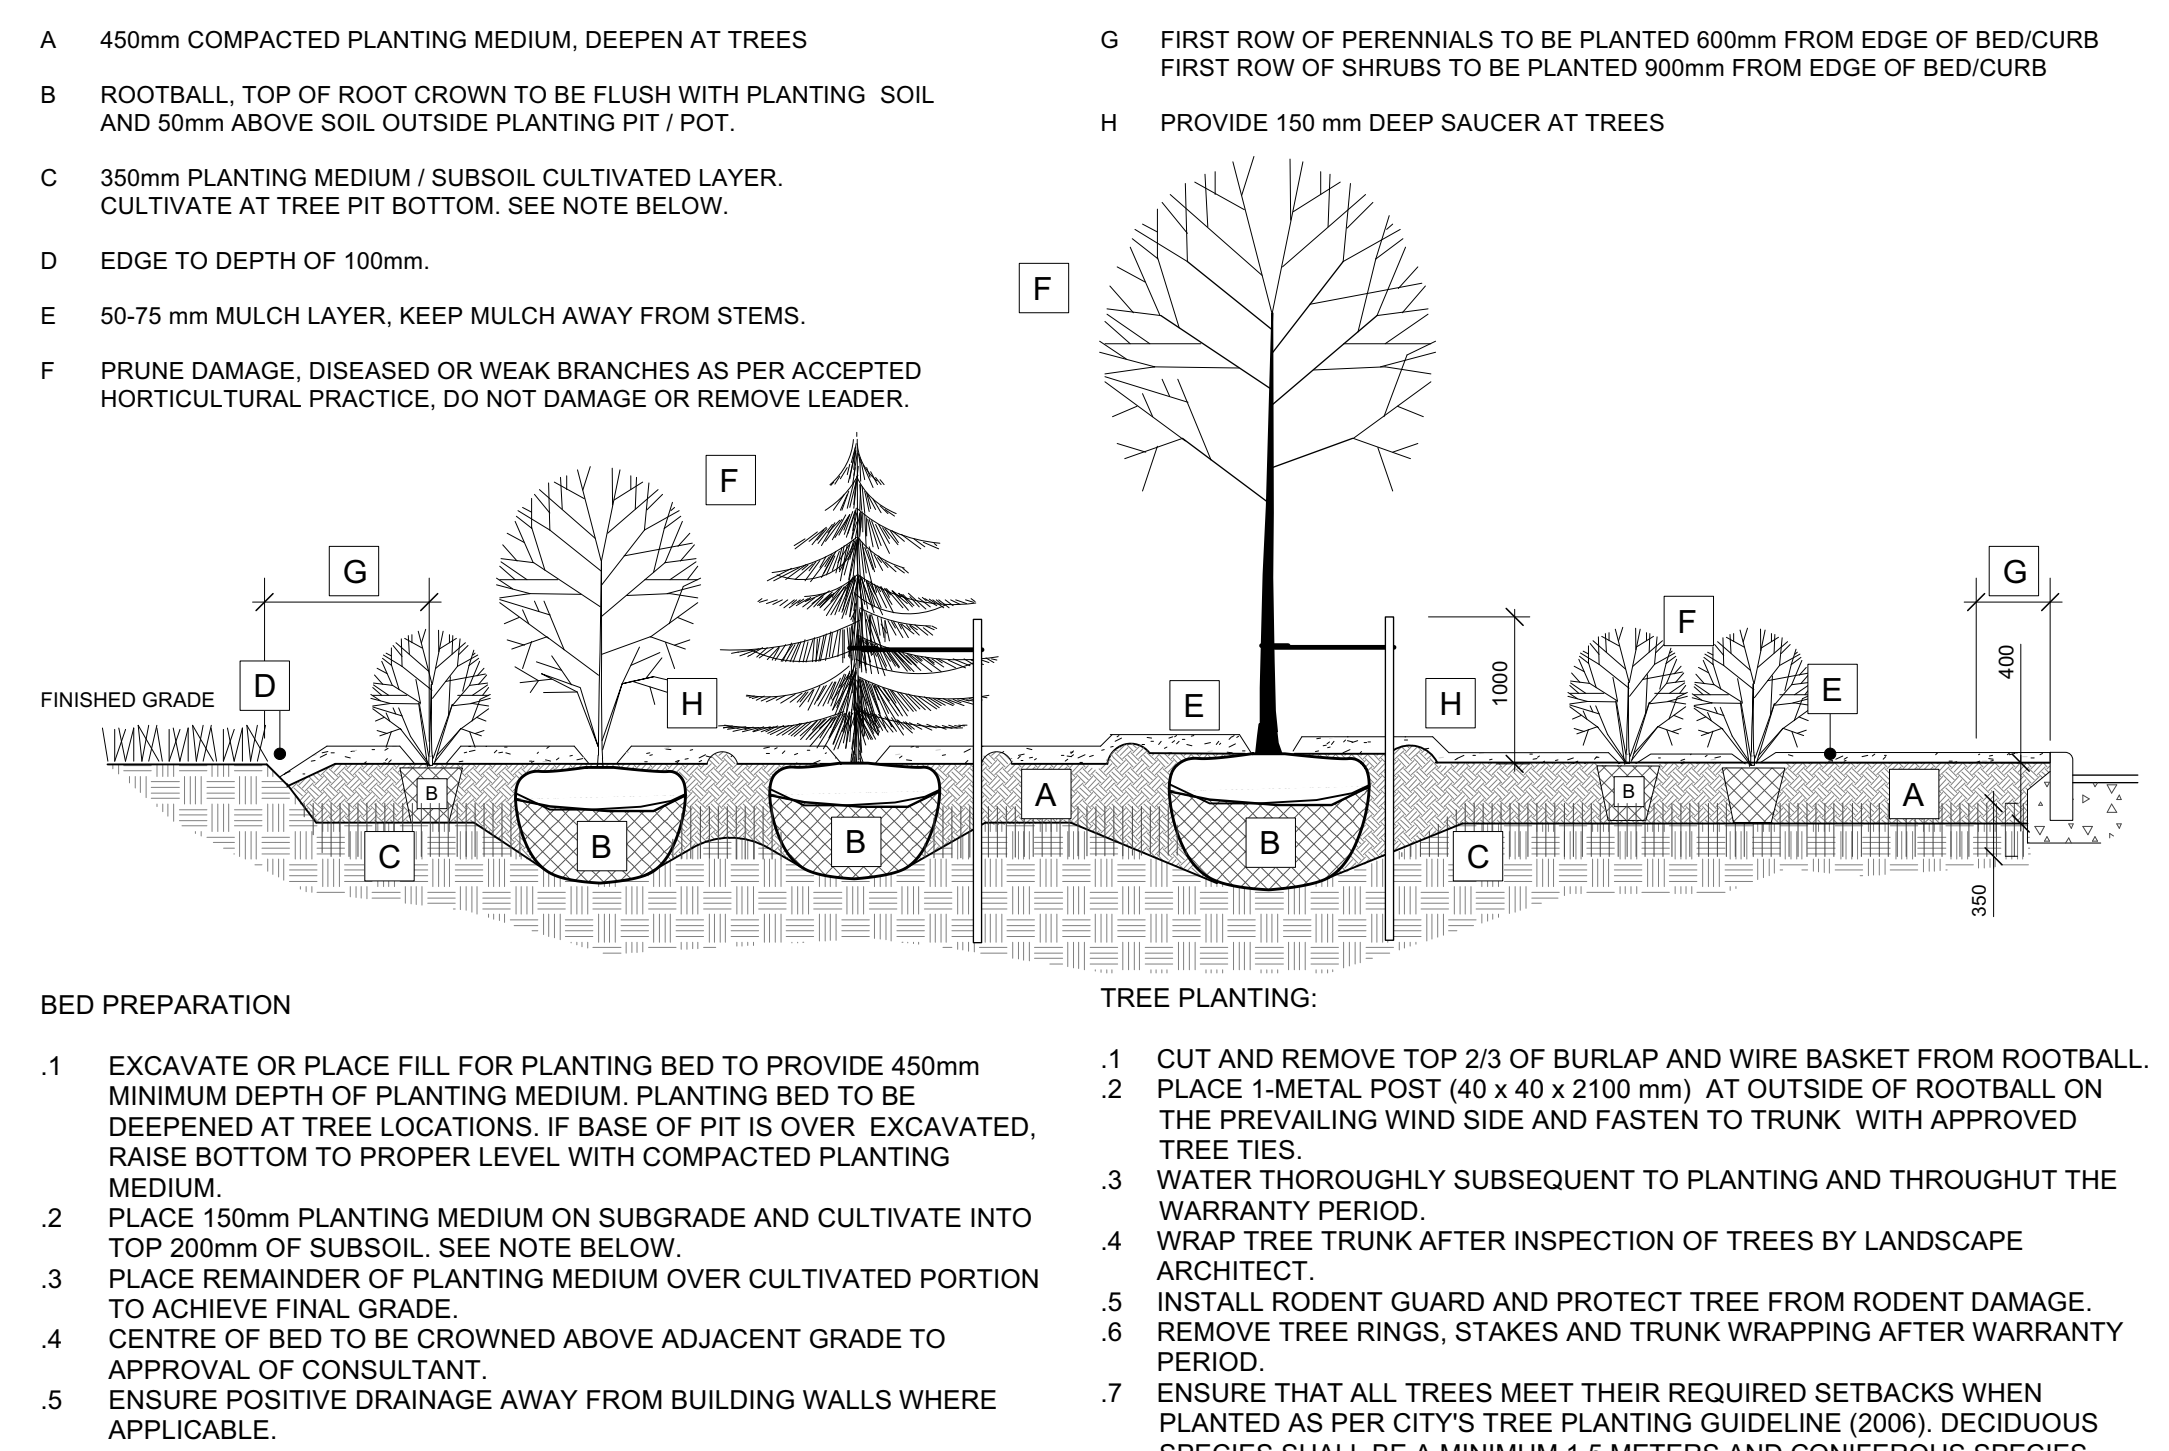 A 450mm COMPACTED PLANTING MEDIUM, DEEPEN AT TREES
B ROOTBALL, TOP OF ROOT CROWN TO BE FLUSH WITH PLANTING SOIL
AND 50mm ABOVE SOIL OUTSIDE PLANTING PIT / POT.
C 350mm PLANTING MEDIUM / SUBSOIL CULTIVATED LAYER.
CULTIVATE AT TREE PIT BOTTOM. SEE NOTE BELOW.
D EDGE TO DEPTH OF 100mm.
E 50-75 mm MULCH LAYER, KEEP MULCH AWAY FROM STEMS.
F PRUNE DAMAGE, DISEASED OR WEAK BRANCHES AS PER ACCEPTED
HORTICULTURAL PRACTICE, DO NOT DAMAGE OR REMOVE LEADER.
G FIRST ROW OF PERENNIALS TO BE PLANTED 600mm FROM EDGE OF BED/CURB
FIRST ROW OF SHRUBS TO BE PLANTED 900mm FROM EDGE OF BED/CURB
H PROVIDE 150 mm DEEP SAUCER AT TREES
F
F
G
G
F
D
H
E
H
1000
E
400
FINISHED GRADE
B
A
B
A
B
B
B
C
C
350
BED PREPARATION
.1 EXCAVATE OR PLACE FILL FOR PLANTING BED TO PROVIDE 450mm
MINIMUM DEPTH OF PLANTING MEDIUM. PLANTING BED TO BE
DEEPENED AT TREE LOCATIONS. IF BASE OF PIT IS OVER EXCAVATED,
RAISE BOTTOM TO PROPER LEVEL WITH COMPACTED PLANTING
MEDIUM.
.2 PLACE 150mm PLANTING MEDIUM ON SUBGRADE AND CULTIVATE INTO
TOP 200mm OF SUBSOIL. SEE NOTE BELOW.
.3 PLACE REMAINDER OF PLANTING MEDIUM OVER CULTIVATED PORTION
TO ACHIEVE FINAL GRADE.
.4 CENTRE OF BED TO BE CROWNED ABOVE ADJACENT GRADE TO
APPROVAL OF CONSULTANT.
.5 ENSURE POSITIVE DRAINAGE AWAY FROM BUILDING WALLS WHERE
APPLICABLE.
TREE PLANTING:
.1 CUT AND REMOVE TOP 2/3 OF BURLAP AND WIRE BASKET FROM ROOTBALL.
.2 PLACE 1-METAL POST (40 x 40 x 2100 mm) AT OUTSIDE OF ROOTBALL ON
THE PREVAILING WIND SIDE AND FASTEN TO TRUNK WITH APPROVED
TREE TIES.
.3 WATER THOROUGHLY SUBSEQUENT TO PLANTING AND THROUGHUT THE
WARRANTY PERIOD.
.4 WRAP TREE TRUNK AFTER INSPECTION OF TREES BY LANDSCAPE
ARCHITECT.
.5 INSTALL RODENT GUARD AND PROTECT TREE FROM RODENT DAMAGE.
.6 REMOVE TREE RINGS, STAKES AND TRUNK WRAPPING AFTER WARRANTY
PERIOD.
.7 ENSURE THAT ALL TREES MEET THEIR REQUIRED SETBACKS WHEN
PLANTED AS PER CITY'S TREE PLANTING GUIDELINE (2006). DECIDUOUS
SPECIES SHALL BE A MINIMUM 1.5 METERS AND CONIFEROUS SPECIES